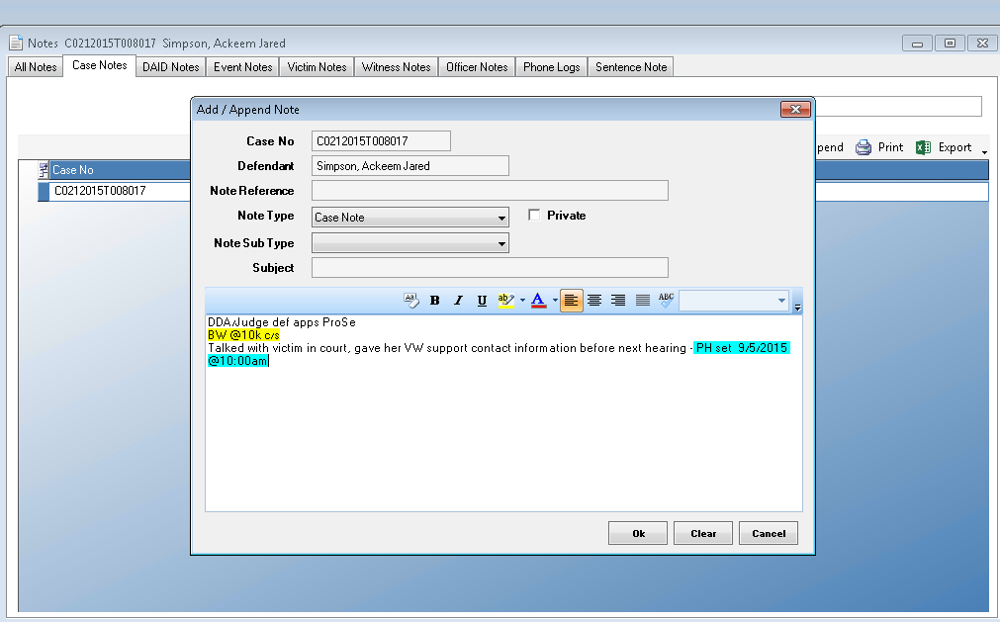 Notes C0212015T008017 Simpson, Ackeem Jared
All Notes Case Notes DAID Notes Event Notes Victim Notes Witness Notes Officer Notes Phone Logs Sentence Note
Add / Append Note
pend Print Export
Case No
C0212015T008017
Case No C0212015T008017
Defendant Simpson, Ackeem Jared
Note Reference
Note Type Case Note Private
Note Sub Type
Subject
Aa B I U ab A ABC
DDA/Judge def apps ProSe
BW @10k c/s
Talked with victim in court, gave her VW support contact information before next hearing - PH set 9/5/2015
@10:00am
Ok Clear Cancel